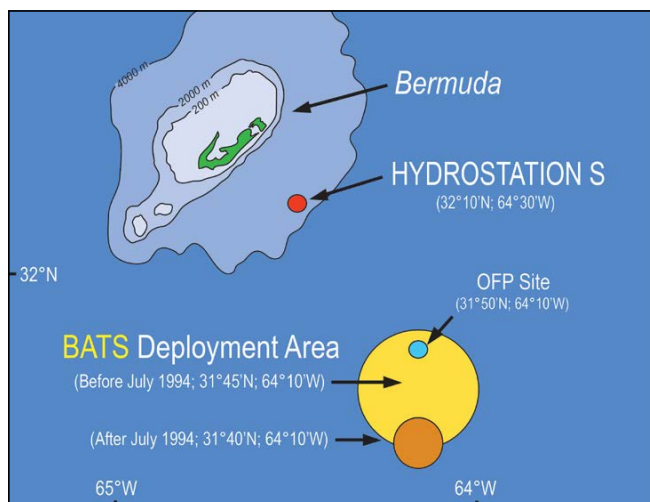 4000 m
2000 m
200 m
Bermuda
HYDROSTATION S
(32°10'N; 64°30'W)
32°N
OFP Site
(31°50'N; 64°10'W)
BATS Deployment Area
(Before July 1994; 31°45'N; 64°10'W)
(After July 1994; 31°40'N; 64°10'W)
65°W
64°W